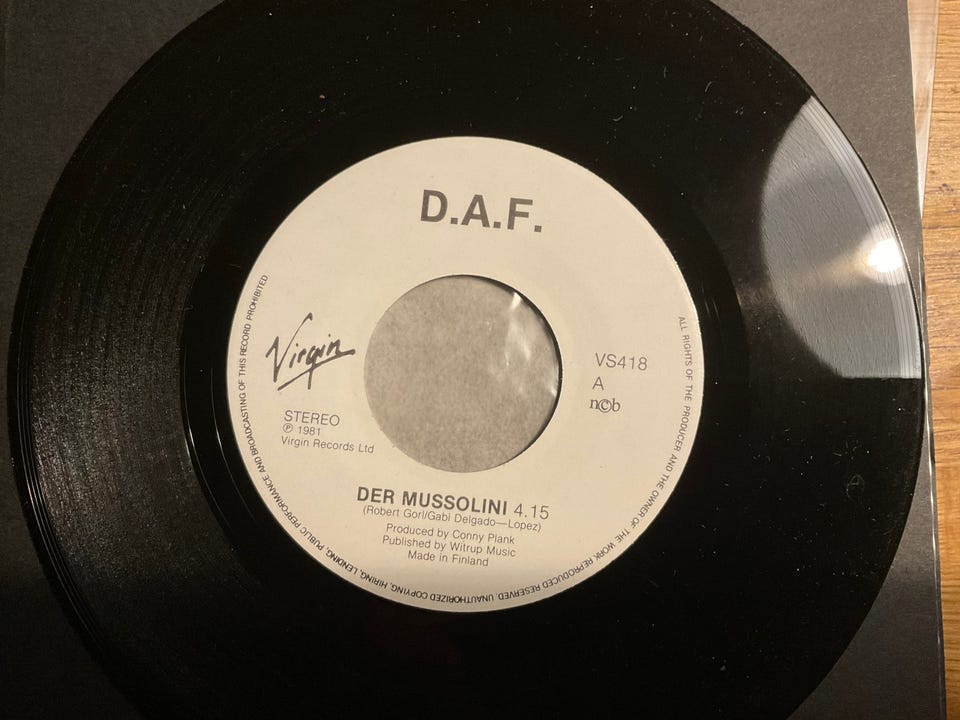 D.A.F.
Virgin
VS418
A
n©b
STEREO
℗ 1981
Virgin Records Ltd
DER MUSSOLINI 4.15
(Robert Gorl/Gabi Delgado—Lopez)
Produced by Conny Plank
Published by Witrup Music
Made in Finland
ALL RIGHTS OF THE PRODUCER AND THE OWNER OF THE WORK REPRODUCED RESERVED. UNAUTHORIZED COPYING, HIRING, LENDING, PUBLIC PERFORMANCE AND BROADCASTING OF THIS RECORD PROHIBITED.